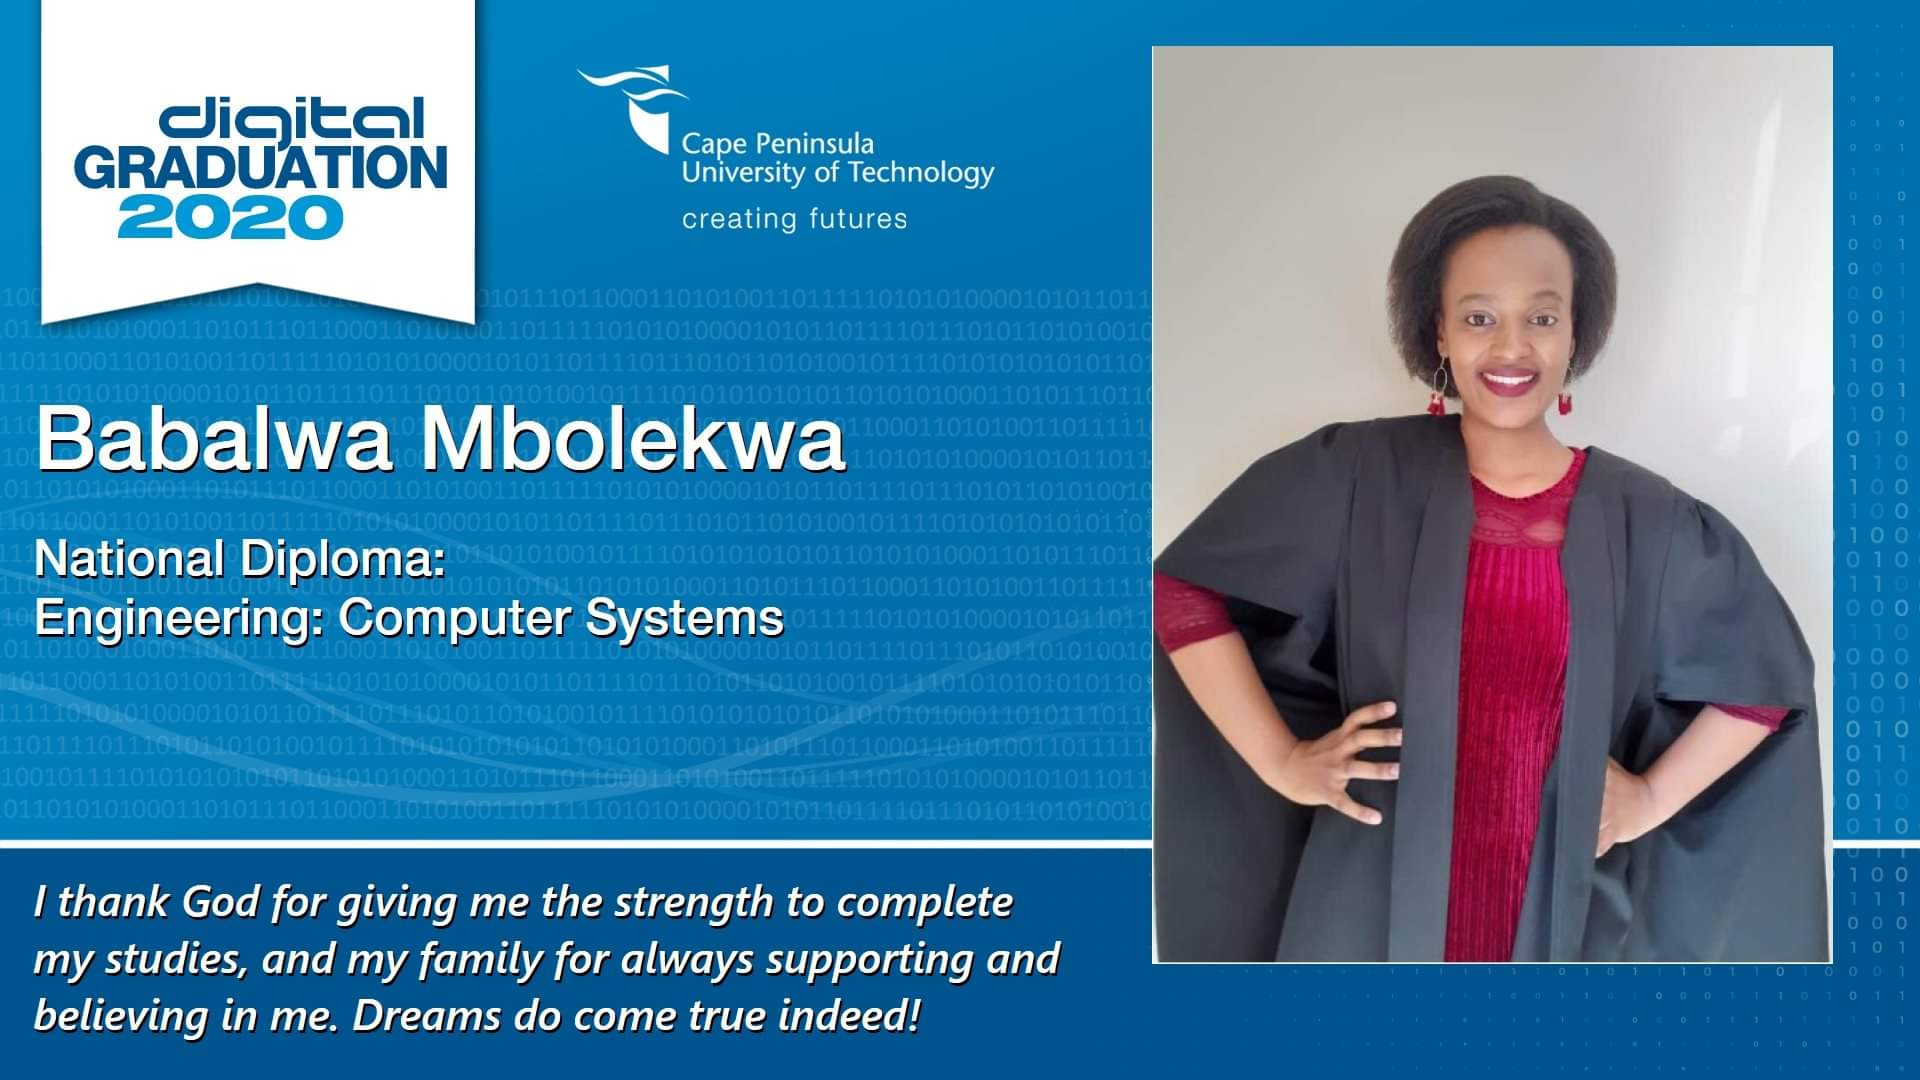 digital
GRADUATION
2020
Cape Peninsula
University of Technology
creating futures
Babalwa Mbolekwa
National Diploma:
Engineering: Computer Systems
I thank God for giving me the strength to complete
my studies, and my family for always supporting and
believing in me. Dreams do come true indeed!